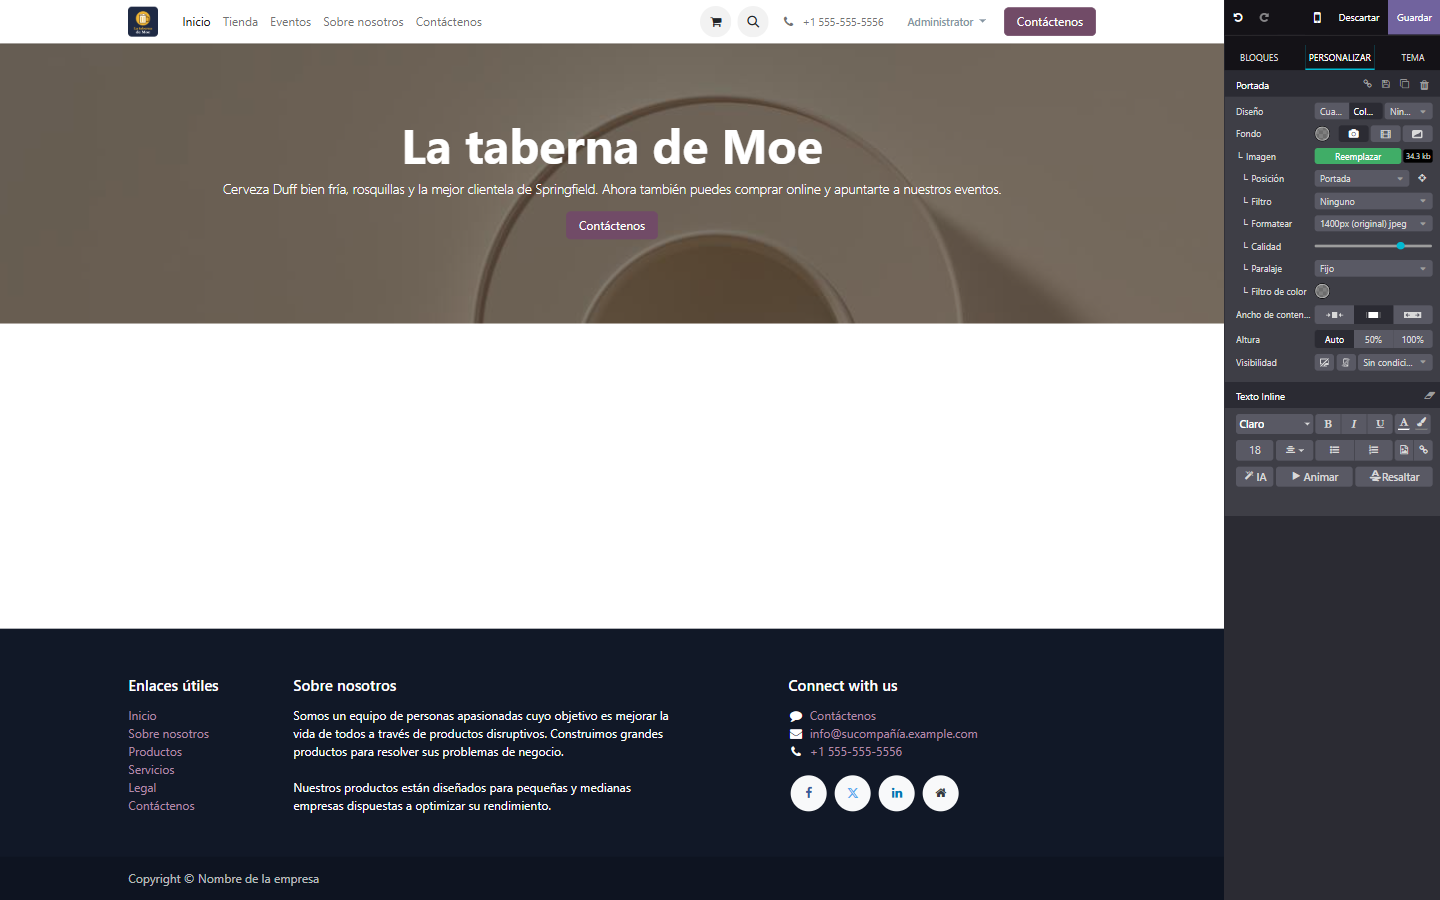 Inicio
Tienda
Eventos
Sobre nosotros
Contáctenos
+1 555-555-5556
Administrator
Contáctenos
Descartar
Guardar
BLOQUES
PERSONALIZAR
TEMA
La taberna de Moe
Cerveza Duff bien fría, rosquillas y la mejor clientela de Springfield. Ahora también puedes comprar online y apuntarte a nuestros eventos.
Contáctenos
Portada
Diseño
Cua...
Col...
Nin...
Fondo
Imagen
Reemplazar
34.3 kb
Posición
Portada
Filtro
Ninguno
Formatear
1400px (original) jpeg
Calidad
Paralaje
Fijo
Filtro de color
Ancho de conten...
Altura
Auto
50%
100%
Visibilidad
Sin condici...
Texto Inline
Claro
B
I
U
A
18
IA
Animar
Resaltar
Enlaces útiles
Inicio
Sobre nosotros
Productos
Servicios
Legal
Contáctenos
Sobre nosotros
Somos un equipo de personas apasionadas cuyo objetivo es mejorar la
vida de todos a través de productos disruptivos. Construimos grandes
productos para resolver sus problemas de negocio.
Nuestros productos están diseñados para pequeñas y medianas
empresas dispuestas a optimizar su rendimiento.
Connect with us
Contáctenos
info@sucompañía.example.com
+1 555-555-5556
Copyright © Nombre de la empresa